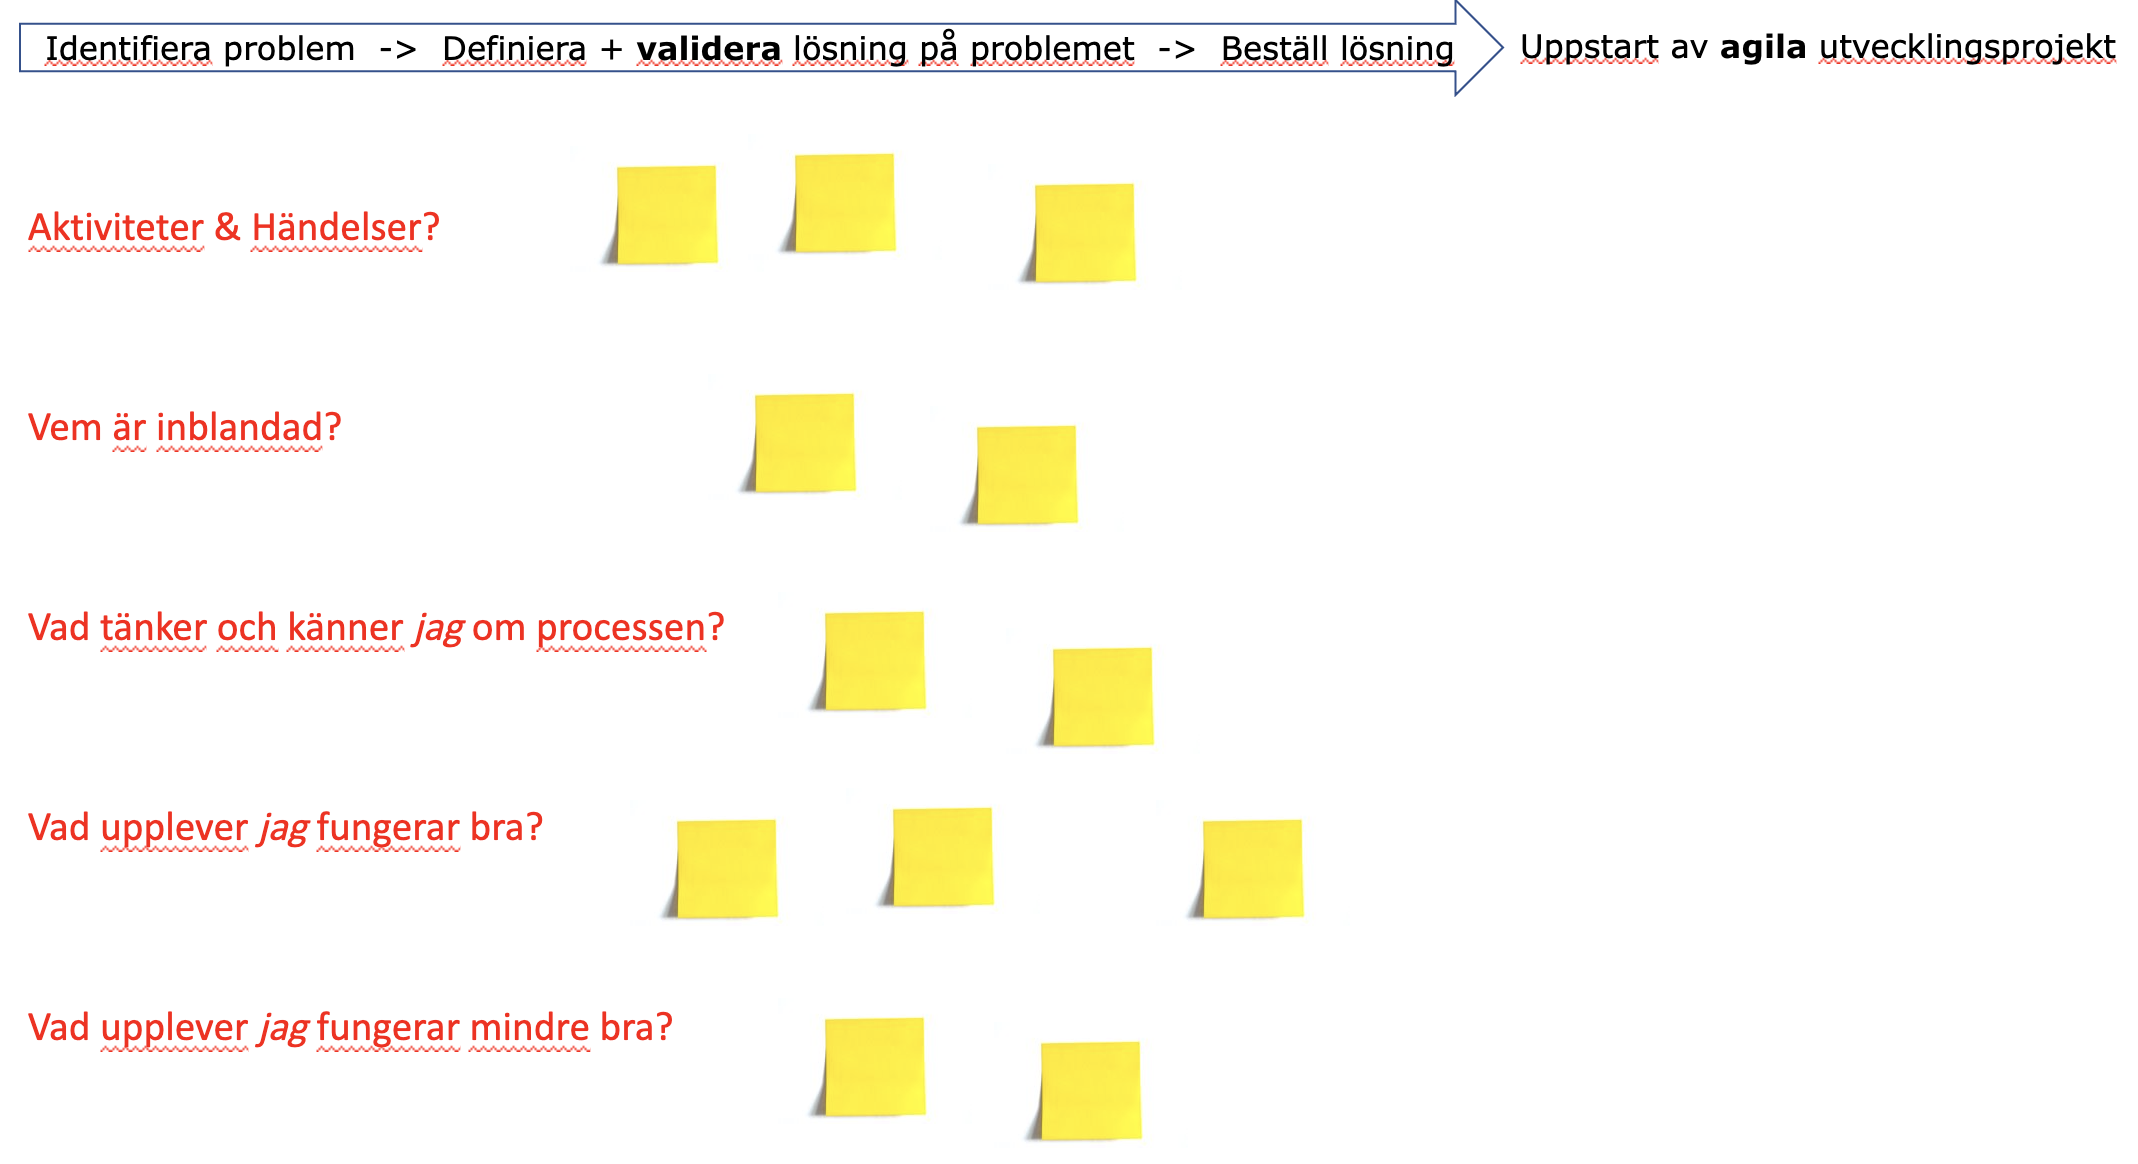 Identifiera problem -> Definiera + validera lösning på problemet -> Beställ lösning
Uppstart av agila utvecklingsprojekt
Aktiviteter & Händelser?
Vem är inblandad?
Vad tänker och känner jag om processen?
Vad upplever jag fungerar bra?
Vad upplever jag fungerar mindre bra?